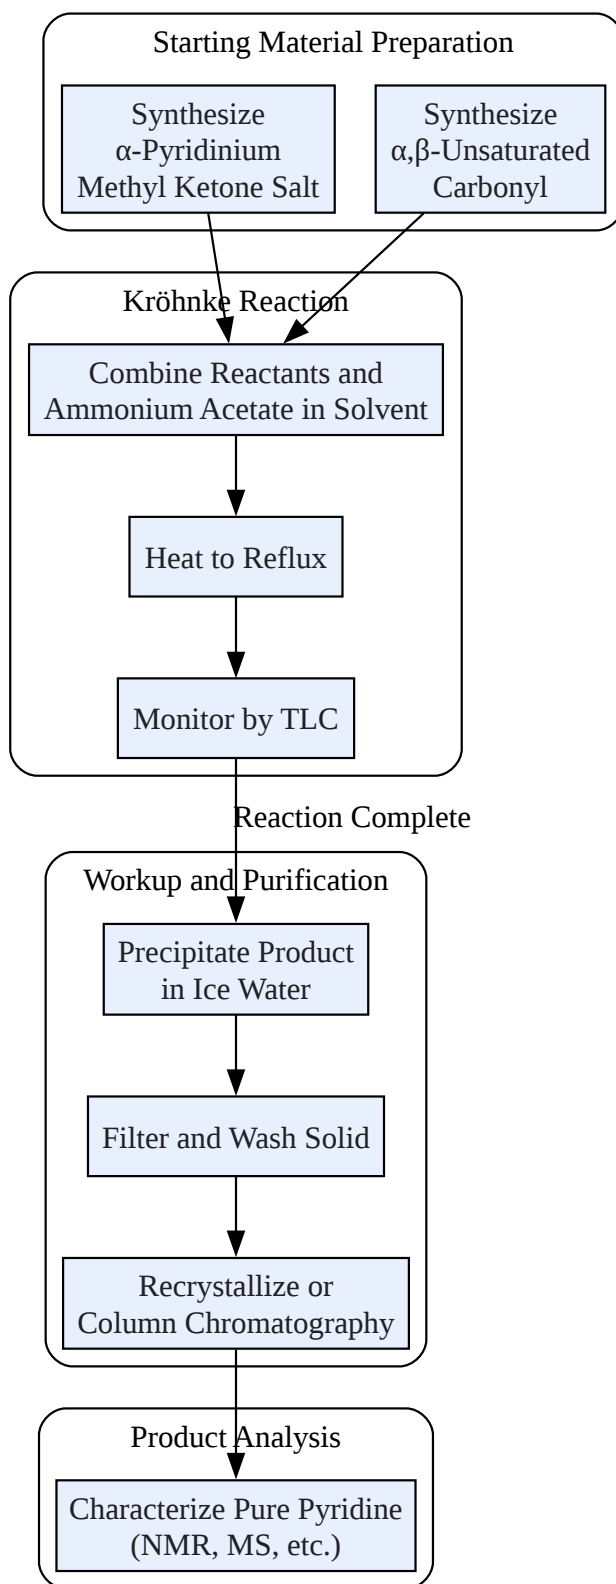 Starting Material Preparation
Synthesize
α-Pyridinium
Methyl Ketone Salt
Synthesize
α,β-Unsaturated
Carbonyl
Kröhnke Reaction
Combine Reactants and
Ammonium Acetate in Solvent
Heat to Reflux
Monitor by TLC
Reaction Complete
Workup and Purification
Precipitate Product
in Ice Water
Filter and Wash Solid
Recrystallize or
Column Chromatography
Product Analysis
Characterize Pure Pyridine
(NMR, MS, etc.)